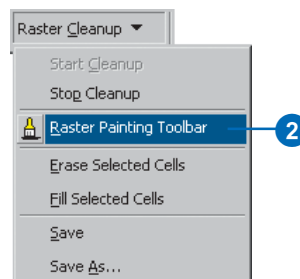 Raster Cleanup
Start Cleanup
Stop Cleanup
Raster Painting Toolbar
2
Erase Selected Cells
Fill Selected Cells
Save
Save As...